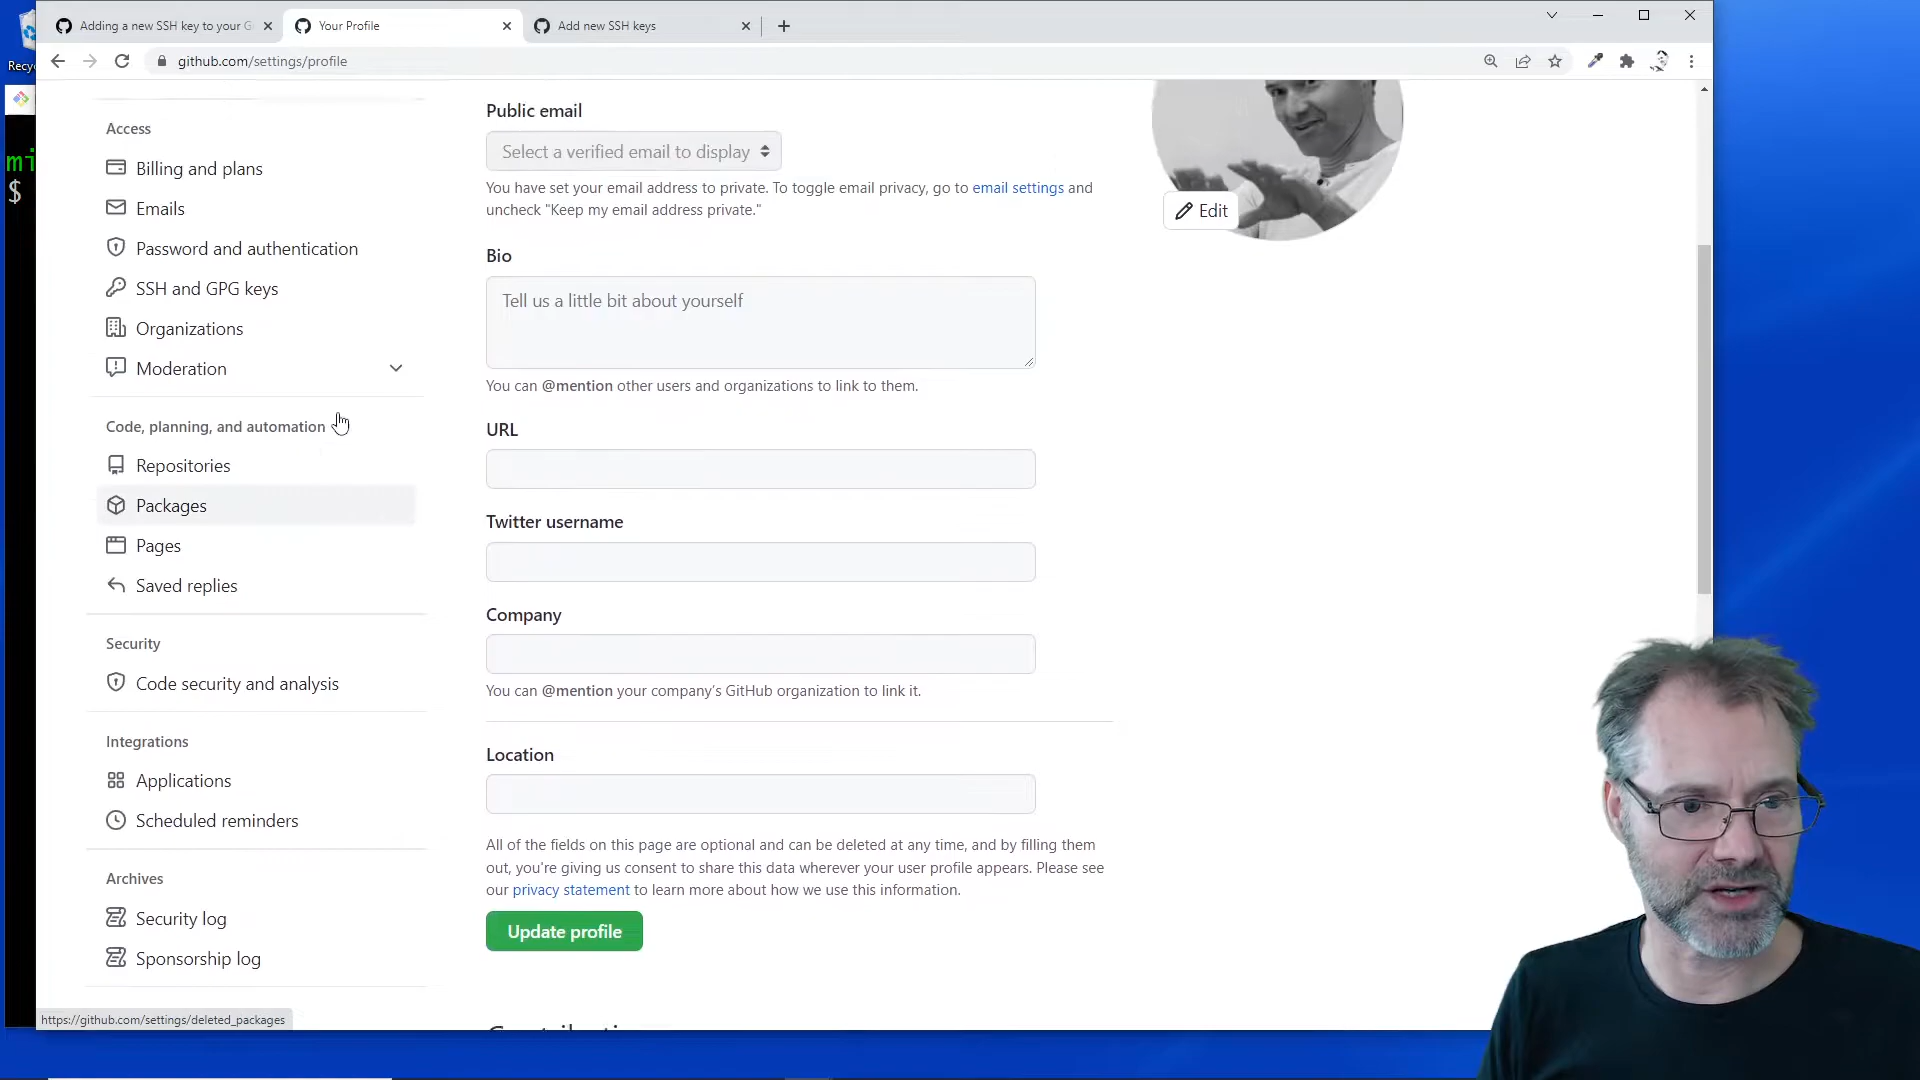 Adding a new SSH key to your G
Your Profile
Add new SSH keys
github.com/settings/profile
Recyc
mi
$
Access
Billing and plans
Emails
Password and authentication
SSH and GPG keys
Organizations
Moderation
Code, planning, and automation
Repositories
Packages
Pages
Saved replies
Security
Code security and analysis
Integrations
Applications
Scheduled reminders
Archives
Security log
Sponsorship log
https://github.com/settings/deleted_packages
Public email
Select a verified email to display
You have set your email address to private. To toggle email privacy, go to email settings and
uncheck "Keep my email address private."
Bio
Tell us a little bit about yourself
You can @mention other users and organizations to link to them.
URL
Twitter username
Company
You can @mention your company's GitHub organization to link it.
Location
All of the fields on this page are optional and can be deleted at any time, and by filling them
out, you're giving us consent to share this data wherever your user profile appears. Please see
our privacy statement to learn more about how we use this information.
Update profile
Edit